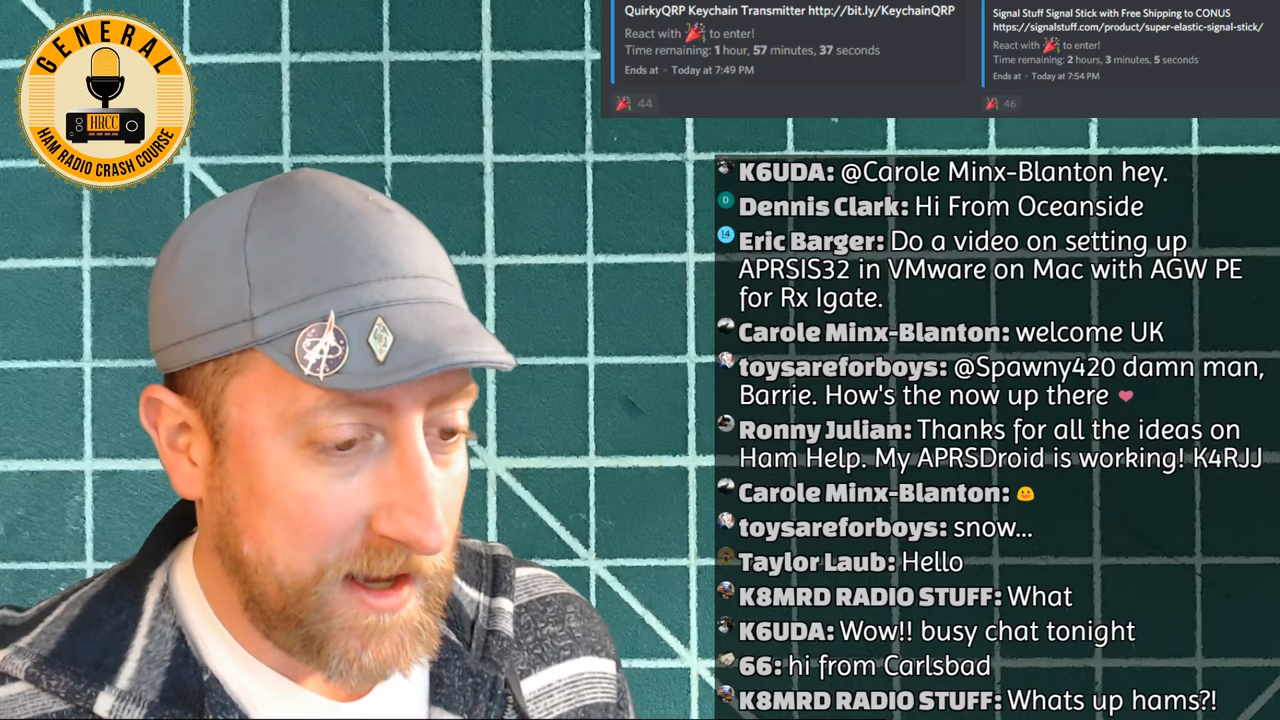 GENERAL
HRCC
HAM RADIO CRASH COURSE
QuirkyQRP Keychain Transmitter http://bit.ly/KeychainQRP
React with 🎉 to enter!
Time remaining: 1 hour, 57 minutes, 37 seconds
Ends at • Today at 7:49 PM
🎉 44
Signal Stuff Signal Stick with Free Shipping to CONUS
https://signalstuff.com/product/super-elastic-signal-stick/
React with 🎉 to enter!
Time remaining: 2 hours, 3 minutes, 5 seconds
Ends at • Today at 7:54 PM
🎉 46
K6UDA: @Carole Minx-Blanton hey.
D Dennis Clark: Hi From Oceanside
Eric Barger: Do a video on setting up
APRSIS32 in VMware on Mac with AGW PE
for Rx Igate.
Carole Minx-Blanton: welcome UK
toysareforboys: @Spawny420 damn man,
Barrie. How's the now up there ❤
Ronny Julian: Thanks for all the ideas on
Ham Help. My APRSDroid is working! K4RJJ
Carole Minx-Blanton: 🙂
toysareforboys: snow...
Taylor Laub: Hello
K8MRD RADIO STUFF: What
K6UDA: Wow!! busy chat tonight
66: hi from Carlsbad
K8MRD RADIO STUFF: Whats up hams?!